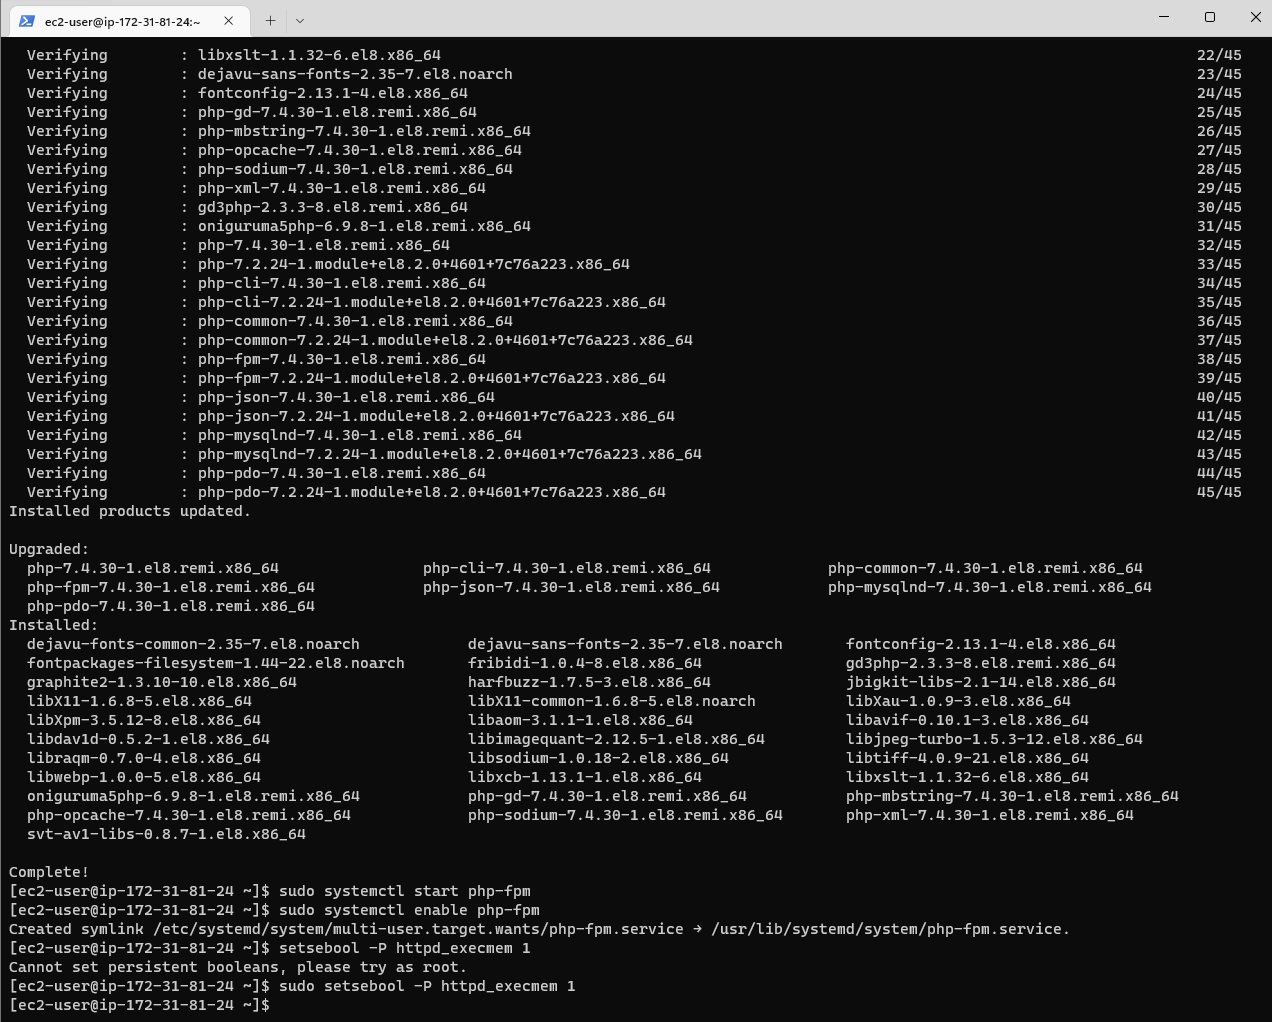 ec2-user@ip-172-31-81-24:~
Verifying : libxslt-1.1.32-6.el8.x86_64 22/45
Verifying : dejavu-sans-fonts-2.35-7.el8.noarch 23/45
Verifying : fontconfig-2.13.1-4.el8.x86_64 24/45
Verifying : php-gd-7.4.30-1.el8.remi.x86_64 25/45
Verifying : php-mbstring-7.4.30-1.el8.remi.x86_64 26/45
Verifying : php-opcache-7.4.30-1.el8.remi.x86_64 27/45
Verifying : php-sodium-7.4.30-1.el8.remi.x86_64 28/45
Verifying : php-xml-7.4.30-1.el8.remi.x86_64 29/45
Verifying : gd3php-2.3.3-8.el8.remi.x86_64 30/45
Verifying : oniguruma5php-6.9.8-1.el8.remi.x86_64 31/45
Verifying : php-7.4.30-1.el8.remi.x86_64 32/45
Verifying : php-7.2.24-1.module+el8.2.0+4601+7c76a223.x86_64 33/45
Verifying : php-cli-7.4.30-1.el8.remi.x86_64 34/45
Verifying : php-cli-7.2.24-1.module+el8.2.0+4601+7c76a223.x86_64 35/45
Verifying : php-common-7.4.30-1.el8.remi.x86_64 36/45
Verifying : php-common-7.2.24-1.module+el8.2.0+4601+7c76a223.x86_64 37/45
Verifying : php-fpm-7.4.30-1.el8.remi.x86_64 38/45
Verifying : php-fpm-7.2.24-1.module+el8.2.0+4601+7c76a223.x86_64 39/45
Verifying : php-json-7.4.30-1.el8.remi.x86_64 40/45
Verifying : php-json-7.2.24-1.module+el8.2.0+4601+7c76a223.x86_64 41/45
Verifying : php-mysqlnd-7.4.30-1.el8.remi.x86_64 42/45
Verifying : php-mysqlnd-7.2.24-1.module+el8.2.0+4601+7c76a223.x86_64 43/45
Verifying : php-pdo-7.4.30-1.el8.remi.x86_64 44/45
Verifying : php-pdo-7.2.24-1.module+el8.2.0+4601+7c76a223.x86_64 45/45
Installed products updated.
Upgraded:
php-7.4.30-1.el8.remi.x86_64 php-cli-7.4.30-1.el8.remi.x86_64 php-common-7.4.30-1.el8.remi.x86_64
php-fpm-7.4.30-1.el8.remi.x86_64 php-json-7.4.30-1.el8.remi.x86_64 php-mysqlnd-7.4.30-1.el8.remi.x86_64
php-pdo-7.4.30-1.el8.remi.x86_64
Installed:
dejavu-fonts-common-2.35-7.el8.noarch dejavu-sans-fonts-2.35-7.el8.noarch fontconfig-2.13.1-4.el8.x86_64
fontpackages-filesystem-1.44-22.el8.noarch fribidi-1.0.4-8.el8.x86_64 gd3php-2.3.3-8.el8.remi.x86_64
graphite2-1.3.10-10.el8.x86_64 harfbuzz-1.7.5-3.el8.x86_64 jbigkit-libs-2.1-14.el8.x86_64
libX11-1.6.8-5.el8.x86_64 libX11-common-1.6.8-5.el8.noarch libXau-1.0.9-3.el8.x86_64
libXpm-3.5.12-8.el8.x86_64 libaom-3.1.1-1.el8.x86_64 libavif-0.10.1-3.el8.x86_64
libdav1d-0.5.2-1.el8.x86_64 libimagequant-2.12.5-1.el8.x86_64 libjpeg-turbo-1.5.3-12.el8.x86_64
libraqm-0.7.0-4.el8.x86_64 libsodium-1.0.18-2.el8.x86_64 libtiff-4.0.9-21.el8.x86_64
libwebp-1.0.0-5.el8.x86_64 libxcb-1.13.1-1.el8.x86_64 libxslt-1.1.32-6.el8.x86_64
oniguruma5php-6.9.8-1.el8.remi.x86_64 php-gd-7.4.30-1.el8.remi.x86_64 php-mbstring-7.4.30-1.el8.remi.x86_64
php-opcache-7.4.30-1.el8.remi.x86_64 php-sodium-7.4.30-1.el8.remi.x86_64 php-xml-7.4.30-1.el8.remi.x86_64
svt-av1-libs-0.8.7-1.el8.x86_64
Complete!
[ec2-user@ip-172-31-81-24 ~]$ sudo systemctl start php-fpm
[ec2-user@ip-172-31-81-24 ~]$ sudo systemctl enable php-fpm
Created symlink /etc/systemd/system/multi-user.target.wants/php-fpm.service → /usr/lib/systemd/system/php-fpm.service.
[ec2-user@ip-172-31-81-24 ~]$ setsebool -P httpd_execmem 1
Cannot set persistent booleans, please try as root.
[ec2-user@ip-172-31-81-24 ~]$ sudo setsebool -P httpd_execmem 1
[ec2-user@ip-172-31-81-24 ~]$